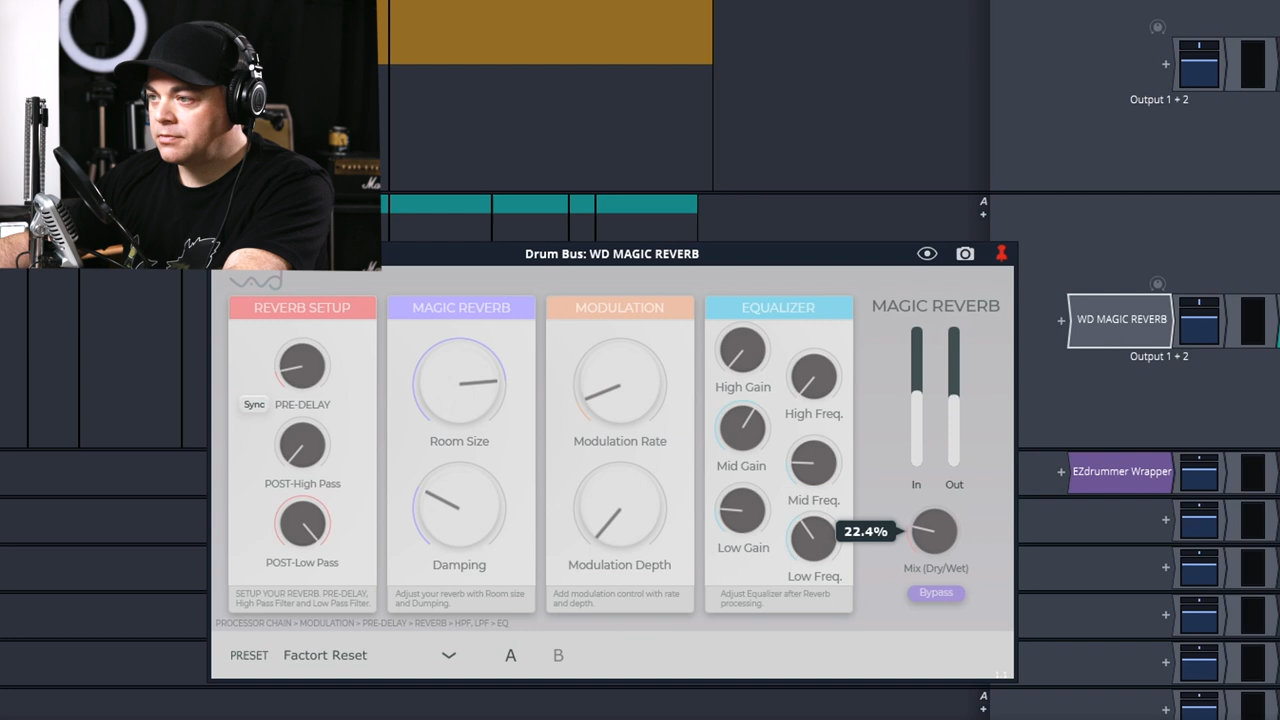 Output 1 + 2
A
Drum Bus: WD MAGIC REVERB
REVERB SETUP
PRE-DELAY
Sync
POST-High Pass
POST-Low Pass
SETUP YOUR REVERB. PRE-DELAY,
High Pass Filter and Low Pass Filter.
MAGIC REVERB
Room Size
Damping
Adjust your reverb with Room size
and Dumping.
MODULATION
Modulation Rate
Modulation Depth
Add modulation control with rate
and depth.
EQUALIZER
High Gain
High Freq.
Mid Gain
Mid Freq.
Low Gain
Low Freq.
Adjust Equalizer after Reverb
processing.
MAGIC REVERB
In
Out
22.4%
Mix (Dry/Wet)
Bypass
PROCESSOR CHAIN > MODULATION > PRE-DELAY > REVERB > HPF, LPF > EQ
PRESET
Factort Reset
A
B
WD MAGIC REVERB
Output 1 + 2
EZdrummer Wrapper
A